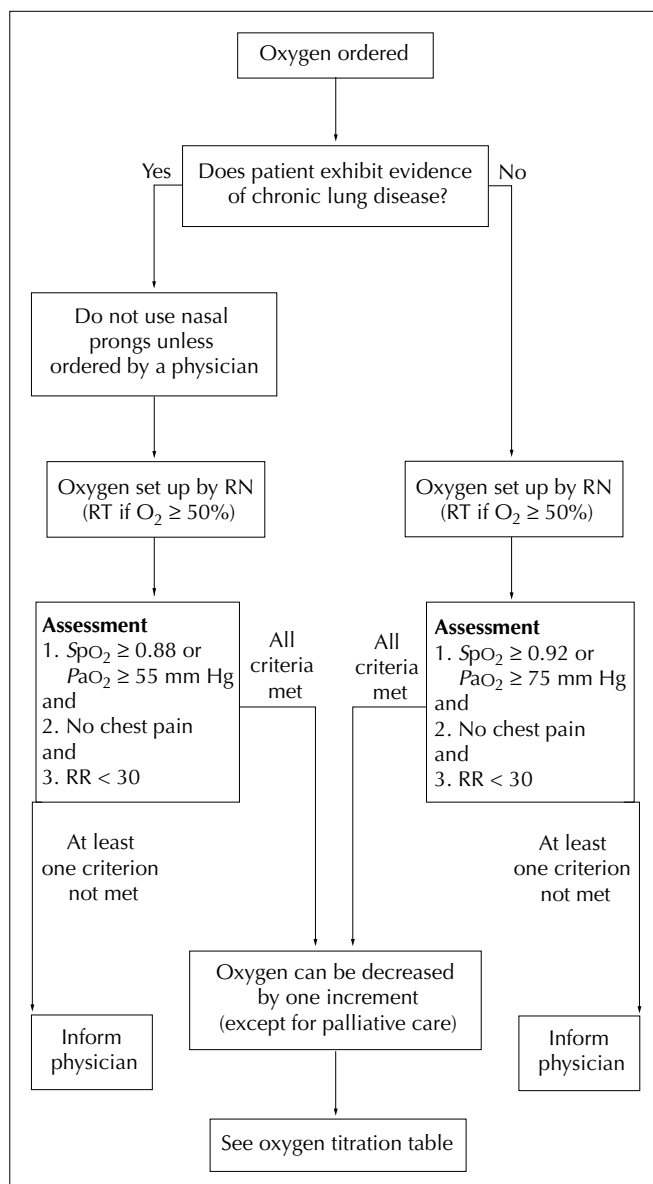 Oxygen ordered
Yes
Does patient exhibit evidence
of chronic lung disease?
No
Do not use nasal
prongs unless
ordered by a physician
Oxygen set up by RN
(RT if O₂ ≥ 50%)
Oxygen set up by RN
(RT if O₂ ≥ 50%)
Assessment
1. SpO₂ ≥ 0.88 or
PaO₂ ≥ 55 mm Hg
and
2. No chest pain
and
3. RR < 30
All
criteria
met
All
criteria
met
Assessment
1. SpO₂ ≥ 0.92 or
PaO₂ ≥ 75 mm Hg
and
2. No chest pain
and
3. RR < 30
At least
one criterion
not met
At least
one criterion
not met
Inform
physician
Oxygen can be decreased
by one increment
(except for palliative care)
Inform
physician
See oxygen titration table